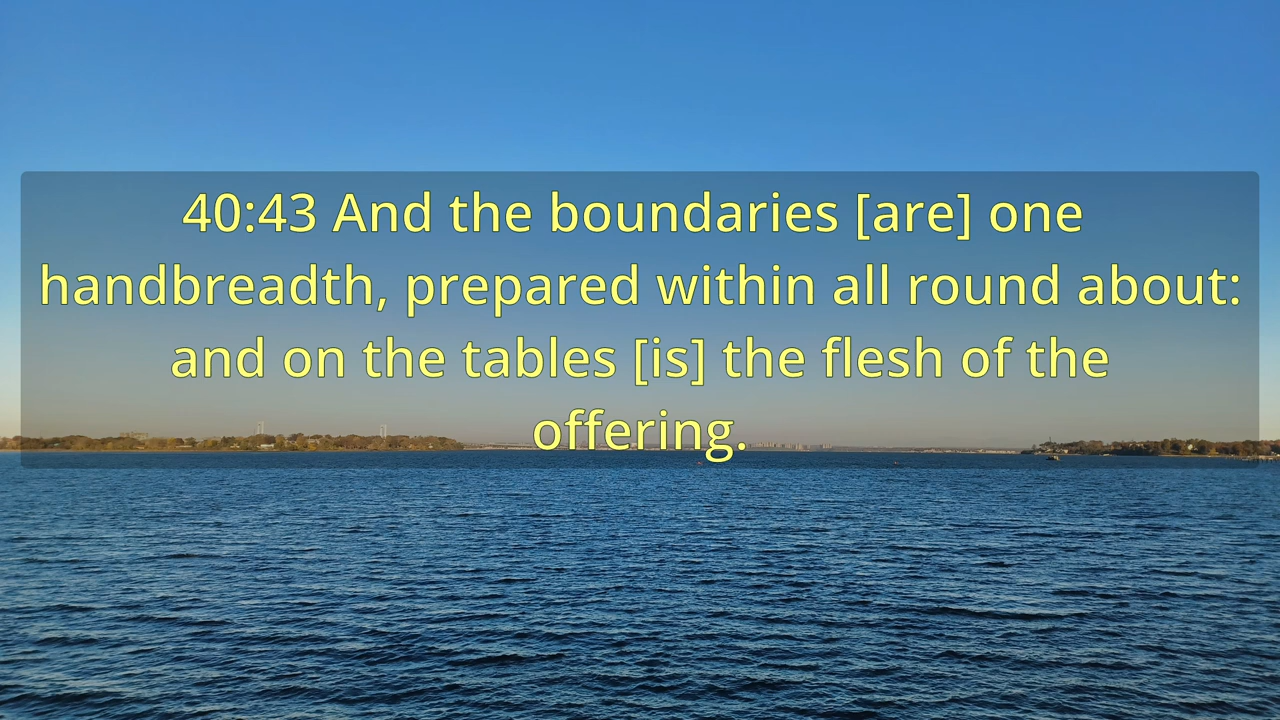 40:43 And the boundaries [are] one
handbreadth, prepared within all round about:
and on the tables [is] the flesh of the
offering.